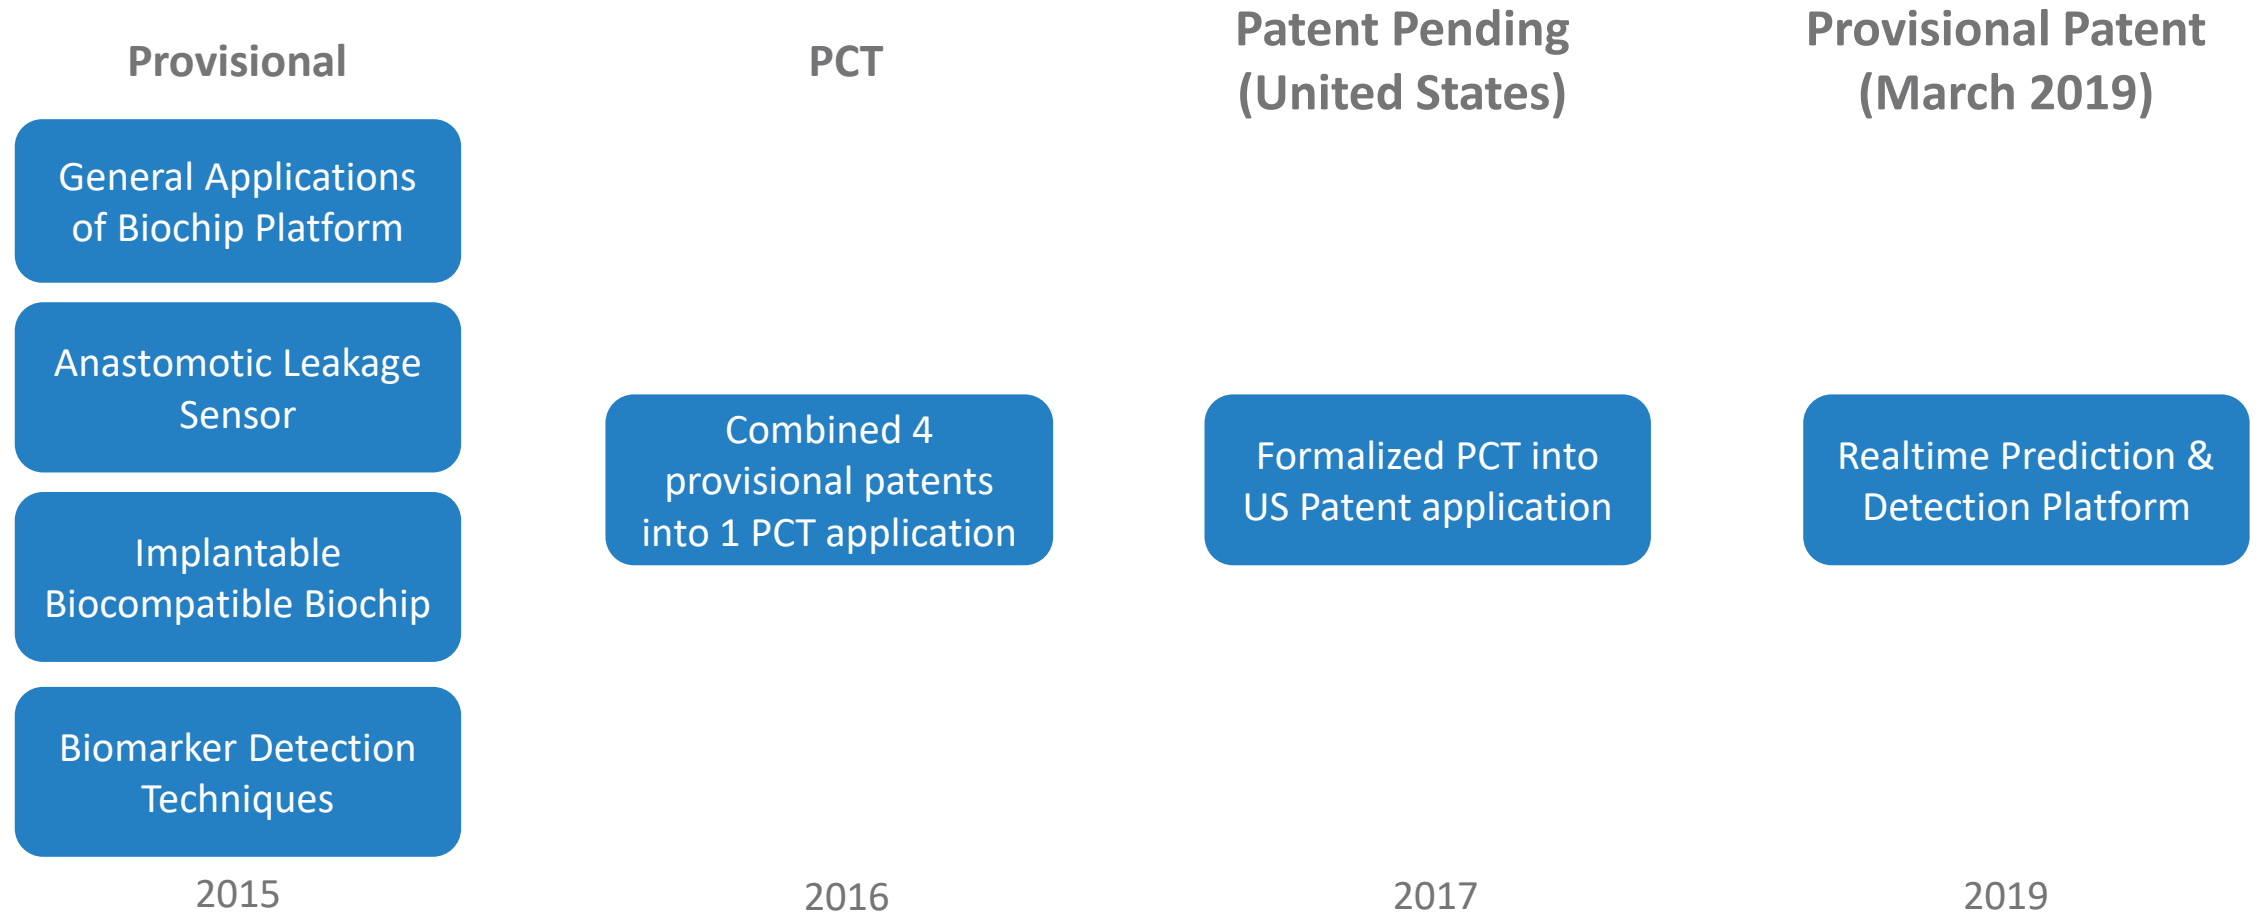 Provisional
General Applications
of Biochip Platform
Anastomotic Leakage
Sensor
Implantable
Biocompatible Biochip
Biomarker Detection
Techniques
2015
PCT
Combined 4
provisional patents
into 1 PCT application
2016
Patent Pending
(United States)
Formalized PCT into
US Patent application
2017
Provisional Patent
(March 2019)
Realtime Prediction &
Detection Platform
2019